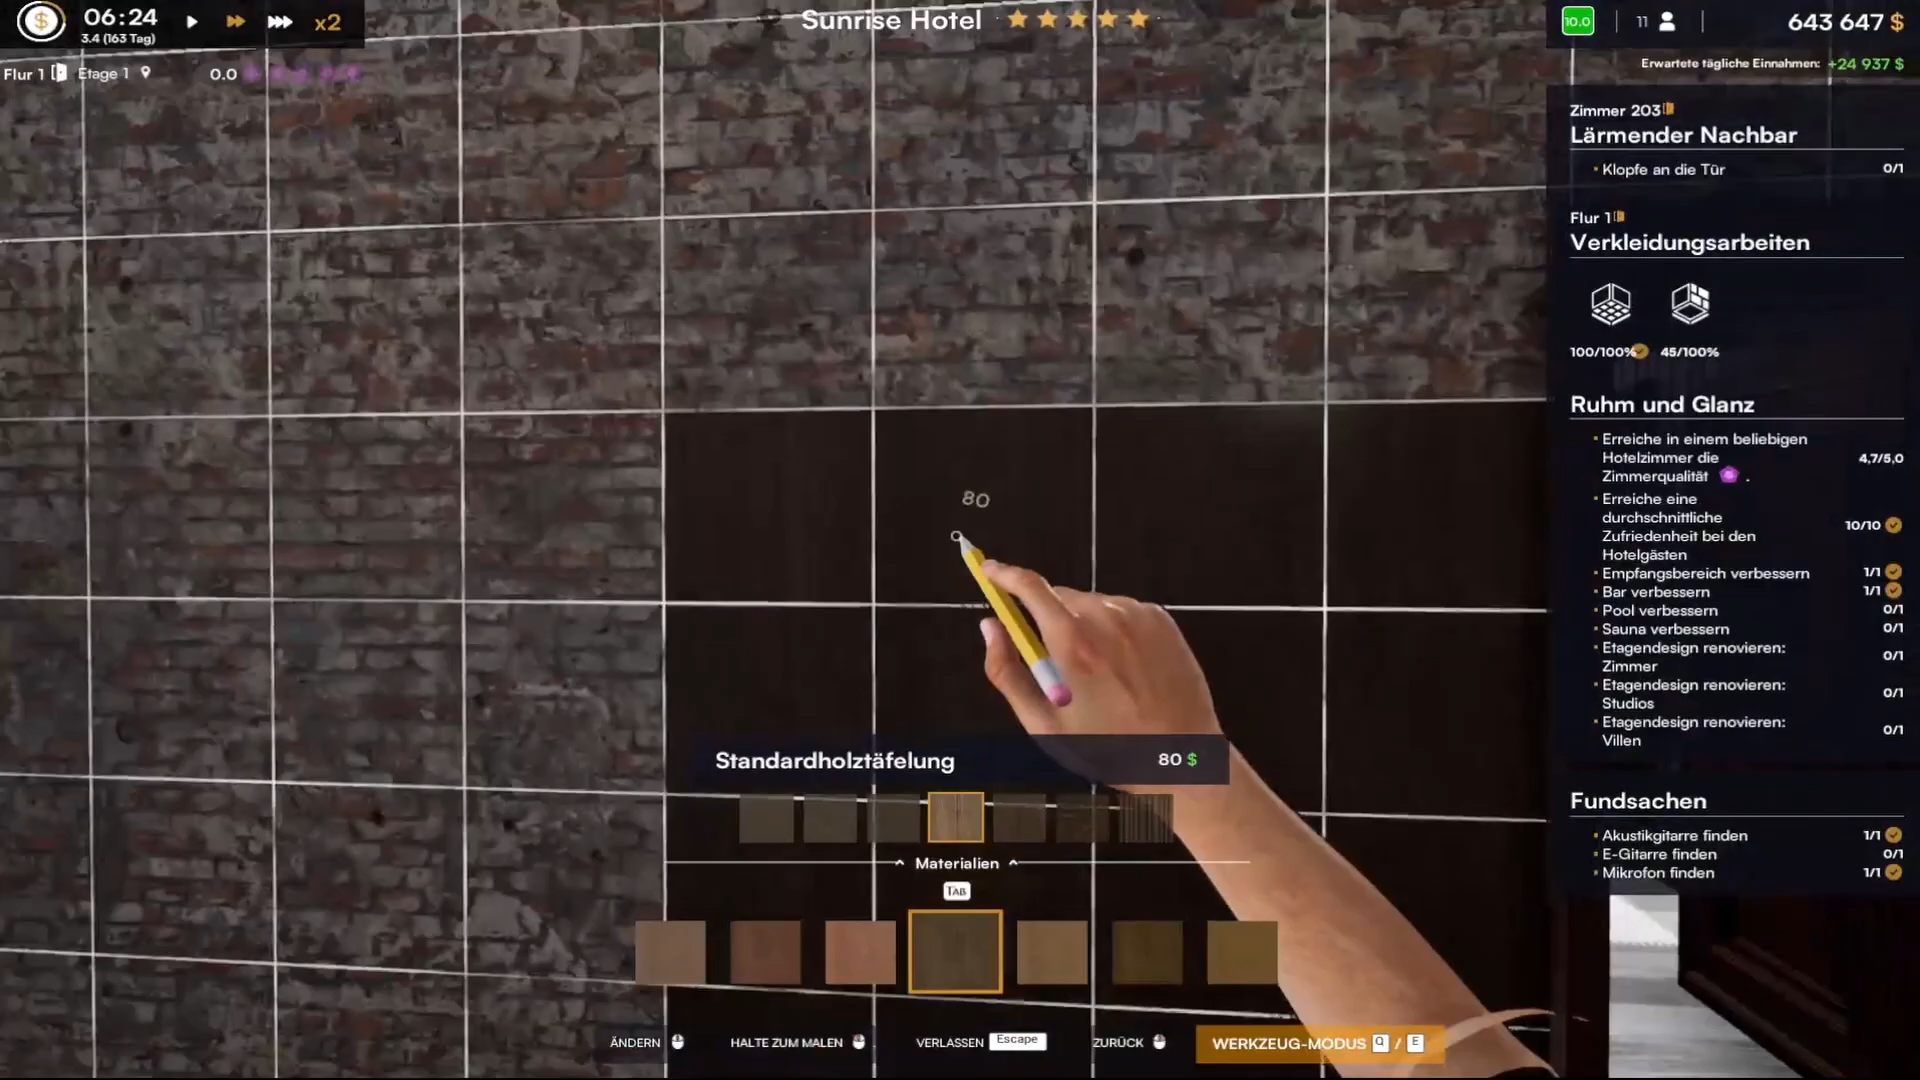 06:24
3.4 (163 Tag)
x2
Sunrise Hotel
10.0
11
643 647 $
Erwartete tägliche Einnahmen: +24 937 $
Flur 1 Etage 1 0.0
Zimmer 203
Lärmender Nachbar
Klopfe an die Tür 0/1
Flur 1
Verkleidungsarbeiten
100/100% 45/100%
Ruhm und Glanz
Erreiche in einem beliebigen
Hotelzimmer die 4,7/5,0
Zimmerqualität .
Erreiche eine
durchschnittliche
Zufriedenheit bei den 10/10
Hotelgästen
Empfangsbereich verbessern 1/1
Bar verbessern 1/1
Pool verbessern 0/1
Sauna verbessern 0/1
Etagendesign renovieren: 0/1
Zimmer
Etagendesign renovieren: 0/1
Studios
Etagendesign renovieren: 0/1
Villen
Fundsachen
Akustikgitarre finden 1/1
E-Gitarre finden 0/1
Mikrofon finden 1/1
80
Standardholztäfelung 80 $
Materialien
TAB
ÄNDERN HALTE ZUM MALEN VERLASSEN Escape ZURÜCK WERKZEUG-MODUS Q / E